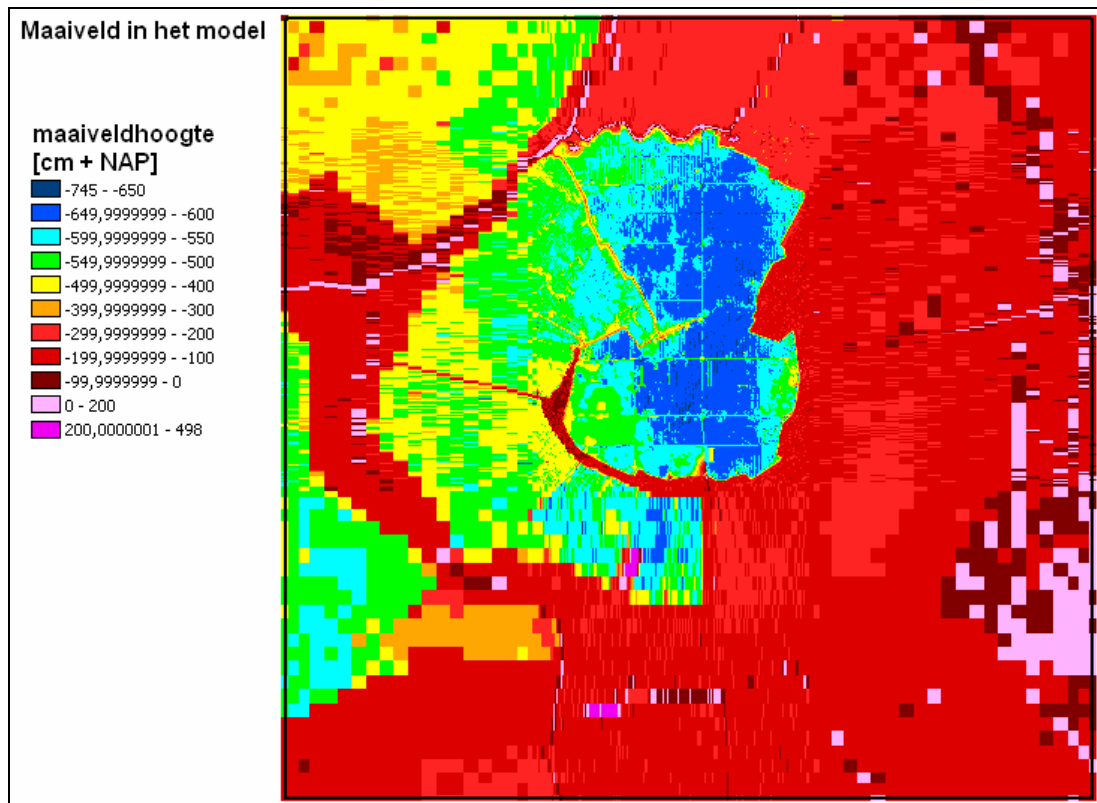 Maaiveld in het model
maaiveldhoogte
[cm + NAP]
-745 - -650
-649,9999999 - -600
-599,9999999 - -550
-549,9999999 - -500
-499,9999999 - -400
-399,9999999 - -300
-299,9999999 - -200
-199,9999999 - -100
-99,9999999 - 0
0 - 200
200,0000001 - 498